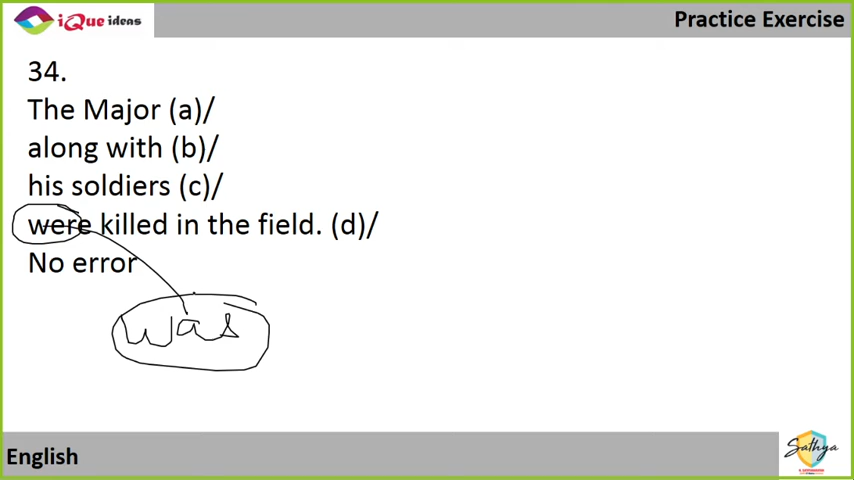 iQue ideas
Practice Exercise
34.
The Major (a)/
along with (b)/
his soldiers (c)/
were killed in the field. (d)/
No error
was
English
Sathya